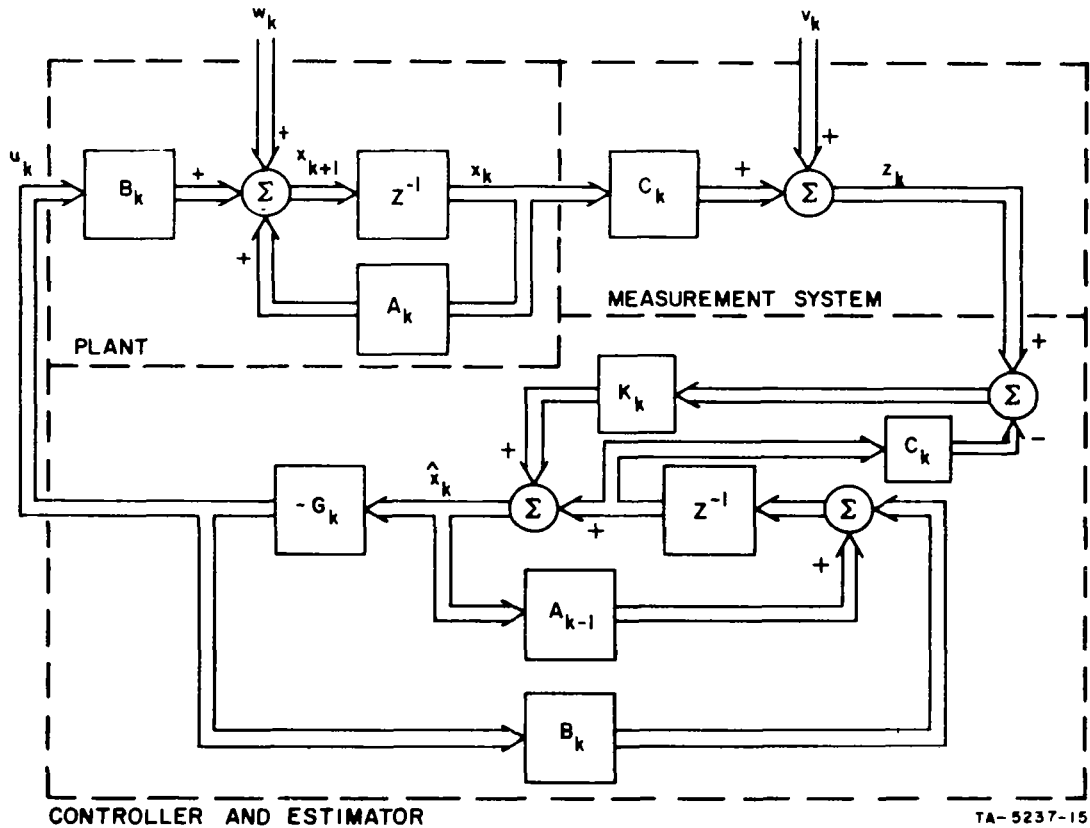 w_k
v_k
u_k
B_k
+
+
Σ
x_{k+1}
Z⁻¹
x_k
C_k
+
+
Σ
z_k
+
A_k
MEASUREMENT SYSTEM
PLANT
+
Σ
K_k
-
C_k
+
x̂_k
-G_k
Σ
+
Z⁻¹
Σ
+
A_{k-1}
B_k
CONTROLLER AND ESTIMATOR
TA-5237-15